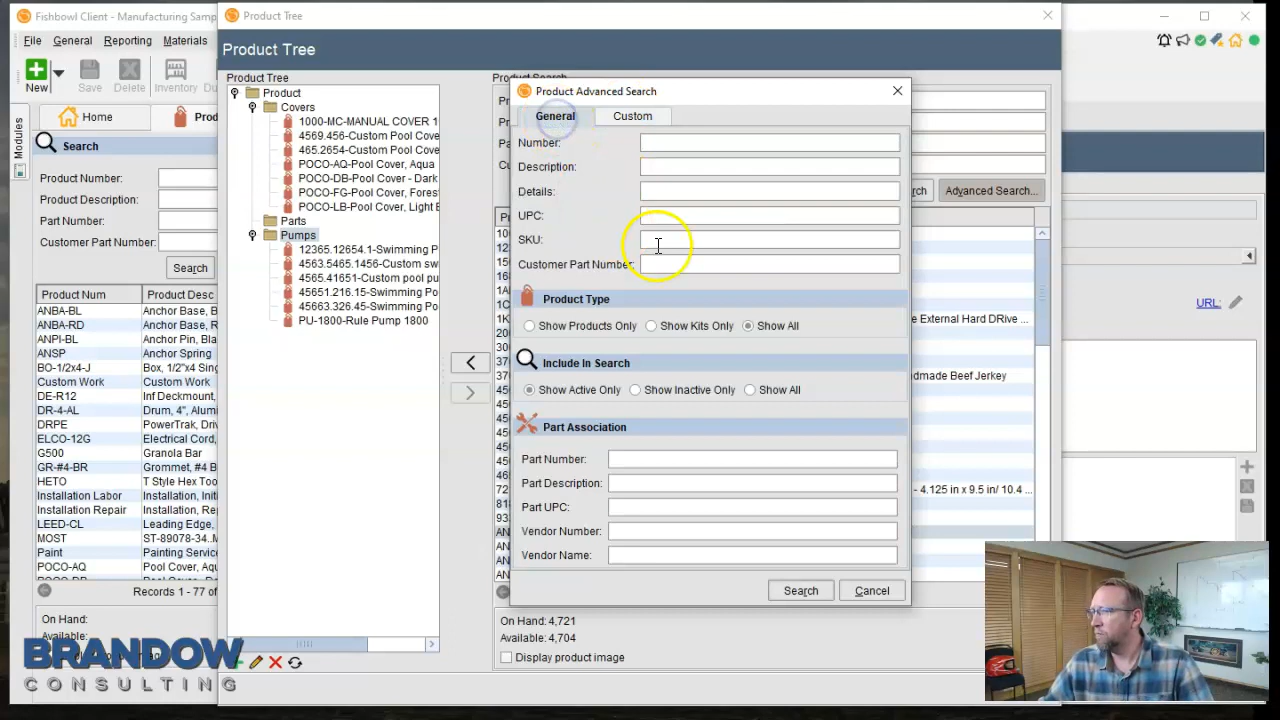 Fishbowl Client - Manufacturing Samp
Product Tree
File General Reporting Materials
Product Tree
New Save Delete Inventory Du
Product Tree
Product Search
Modules
Home
Prod
Search
Product Number:
Product Description:
Part Number:
Customer Part Number:
Search
Product Num Product Desc
ANBA-BL Anchor Base, B
ANBA-RD Anchor Base, R
ANPI-BL Anchor Pin, Bla
ANSP Anchor Spring
BO-1/2x4-J Box, 1/2"x4 Ind
Custom Work Custom Work
DE-R12 Inf Deckmount,
DR-4-AL Drum, 4", Alumi
DRPE PowerTrak, Driv
ELCO-12G Electrical Cord,
G500 Granola Bar
GR-#4-BR Grommet, #4, B
HETO T Style Hex Too
Installation Labor Installation, Initi
Installation Repair Installation, Rep
LEED-CL Leading Edge,
MOST ST-89078-34..M
Paint Painting Service
POCO-AQ Pool Cover, Aqua
Records 1 - 77 of
On Hand:
Available:
Product
Covers
1000-MC-MANUAL COVER 1
4569.456-Custom Pool Cove
465.2654-Custom Pool Cove
POCO-AQ-Pool Cover, Aqua
POCO-DB-Pool Cover - Dark
POCO-FG-Pool Cover, Fores
POCO-LB-Pool Cover, Light E
Parts
Pumps
12365.12654.1-Swimming P
4563.5465.1456-Custom sw
4565.41651-Custom pool pu
45651.216.15-Swimming Po
45663.326.45-Swimming Po
PU-1800-Rule Pump 1800
Product Advanced Search
General Custom
Number:
Description:
Details:
UPC:
SKU:
Customer Part Number:
Product Type
Show Products Only Show Kits Only Show All
Include In Search
Show Active Only Show Inactive Only Show All
Part Association
Part Number:
Part Description:
Part UPC:
Vendor Number:
Vendor Name:
Search Cancel
rch Advanced Search...
e External Hard DRive ...
dmade Beef Jerkey
- 4.125 in x 9.5 in/ 10.4 ...
URL:
On Hand: 4,721
Available: 4,704
Display product image
BRANDOW
CONSULTING